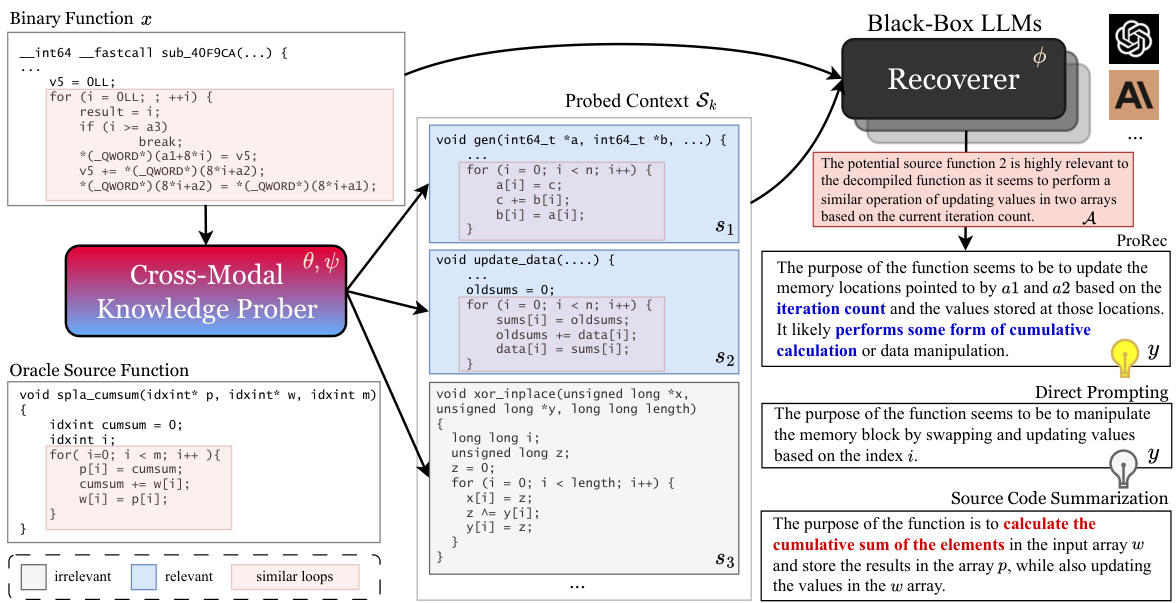 Binary Function x
__int64 __fastcall sub_40F9CA(...) {
...
v5 = 0LL;
for (i = 0LL; ; ++i) {
result = i;
if (i >= a3)
break;
*(_QWORD*)(a1+8*i) = v5;
v5 += *(_QWORD*)(8*i+a2);
*(_QWORD*)(8*i+a2) = *(_QWORD*)(8*i+a1);
Cross-Modal
Knowledge Prober
θ, ψ
Oracle Source Function
void spla_cumsum(idxint* p, idxint* w, idxint m)
{
idxint cumsum = 0;
idxint i;
for( i=0; i < m; i++ ){
p[i] = cumsum;
cumsum += w[i];
w[i] = p[i];
}
}
irrelevant
relevant
similar loops
Probed Context Sk
void gen(int64_t *a, int64_t *b, ...) {
...
for (i = 0; i < n; i++) {
a[i] = c;
c += b[i];
b[i] = a[i];
}
s1
void update_data(....) {
...
oldsums = 0;
for (i = 0; i < n; i++) {
sums[i] = oldsums;
oldsums += data[i];
data[i] = sums[i];
}
s2
void xor_inplace(unsigned long *x,
unsigned long *y, long long length)
{
long long i;
unsigned long z;
z = 0;
for (i = 0; i < length; i++) {
x[i] = z;
z ^= y[i];
y[i] = z;
}
}
s3
...
Black-Box LLMs
Recoverer
ϕ
AI
...
The potential source function 2 is highly relevant to
the decompiled function as it seems to perform a
similar operation of updating values in two arrays
based on the current iteration count.
A
ProRec
The purpose of the function seems to be to update the
memory locations pointed to by a1 and a2 based on the
iteration count and the values stored at those locations.
It likely performs some form of cumulative
calculation or data manipulation.
y
Direct Prompting
The purpose of the function seems to be to manipulate
the memory block by swapping and updating values
based on the index i.
y
Source Code Summarization
The purpose of the function is to calculate the
cumulative sum of the elements in the input array w
and store the results in the array p, while also updating
the values in the w array.